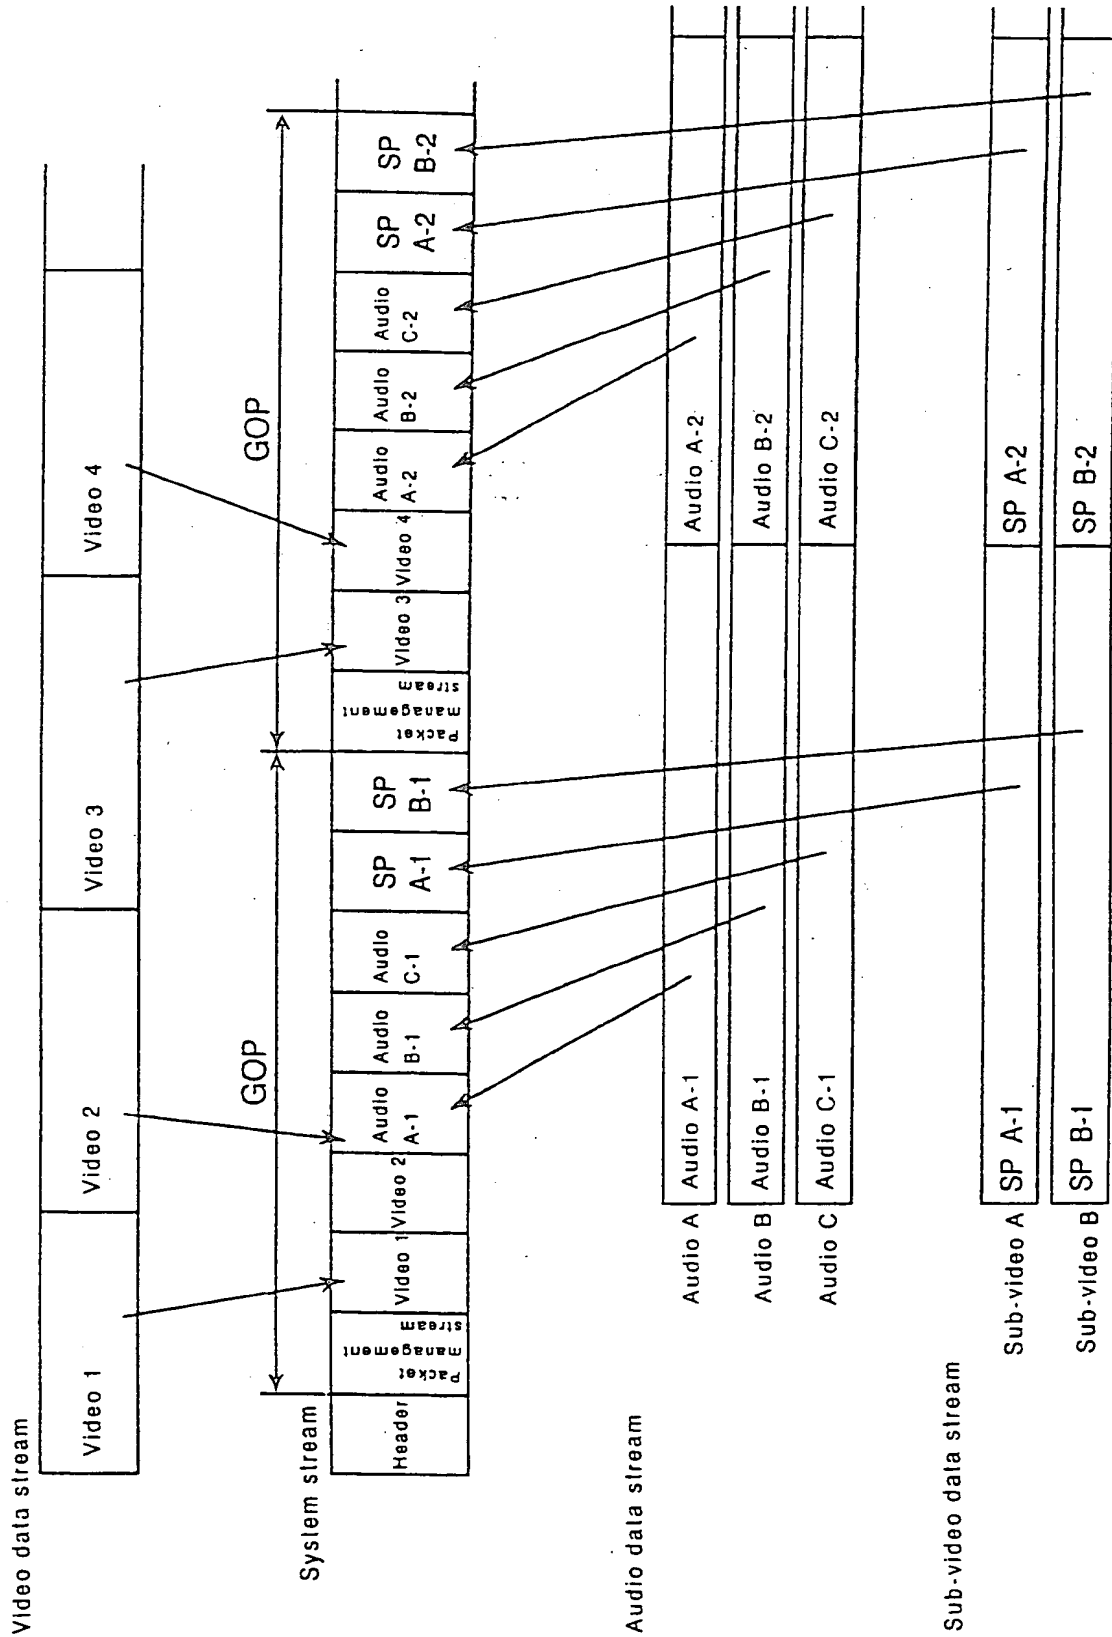 Video data stream
Video 1
Video 2
Video 3
Video 4
GOP
GOP
System stream
Header
Packet
management
stream
Video 1
Video 2
Audio
A-1
Audio
B-1
Audio
C-1
SP
A-1
SP
B-1
Packet
management
stream
Video 3
Video 4
Audio
A-2
Audio
B-2
Audio
C-2
SP
A-2
SP
B-2
Audio data stream
Audio A
Audio A-1
Audio A-2
Audio B
Audio B-1
Audio B-2
Audio C
Audio C-1
Audio C-2
Sub-video data stream
Sub-video A
SP A-1
SP A-2
Sub-video B
SP B-1
SP B-2